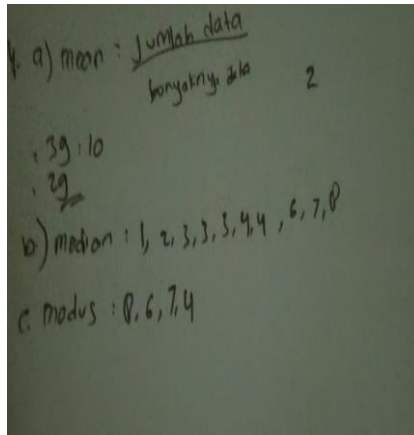 4. a) mean : Jumlah data
banyaknya data
2
: 39 : 10
: 29
b) median : 1, 2, 3, 3, 3, 4, 4, 6, 7, 8
c. modus : 8, 6, 7, 4